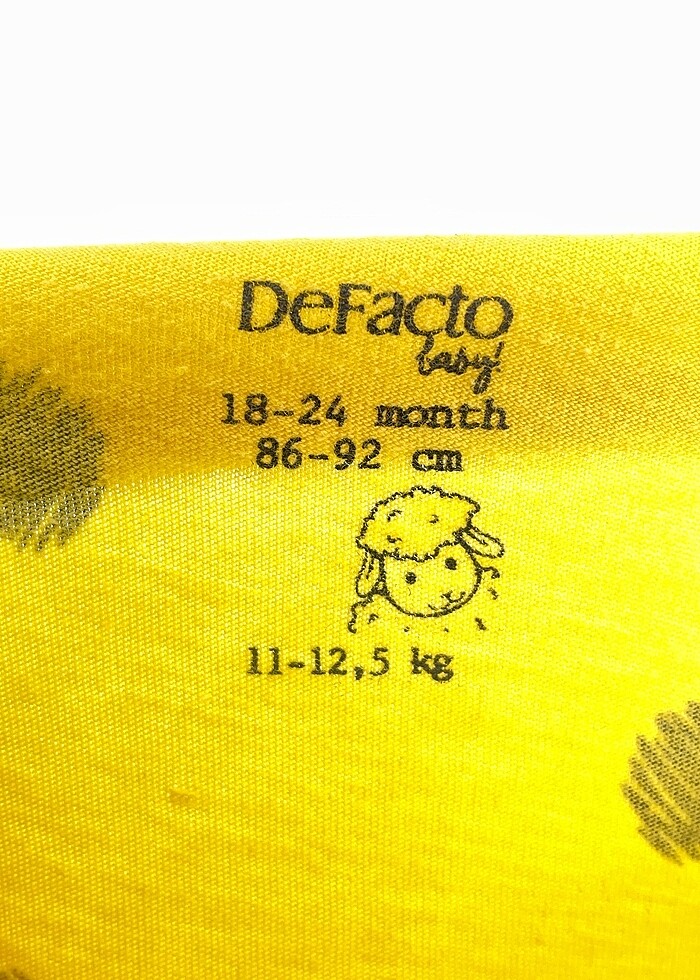 DeFacto
baby!
18-24 month
86-92 cm
11-12,5 kg